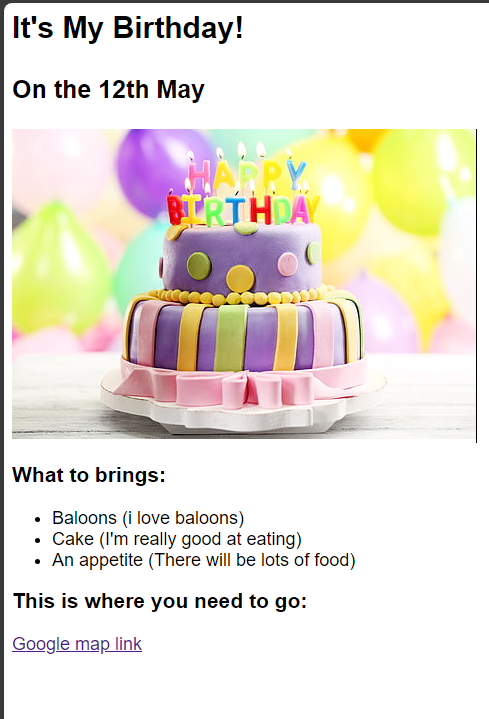 It's My Birthday!
On the 12th May
HAPPY
BIRTHDAY
What to brings:
Baloons (i love baloons)
Cake (I'm really good at eating)
An appetite (There will be lots of food)
This is where you need to go:
Google map link